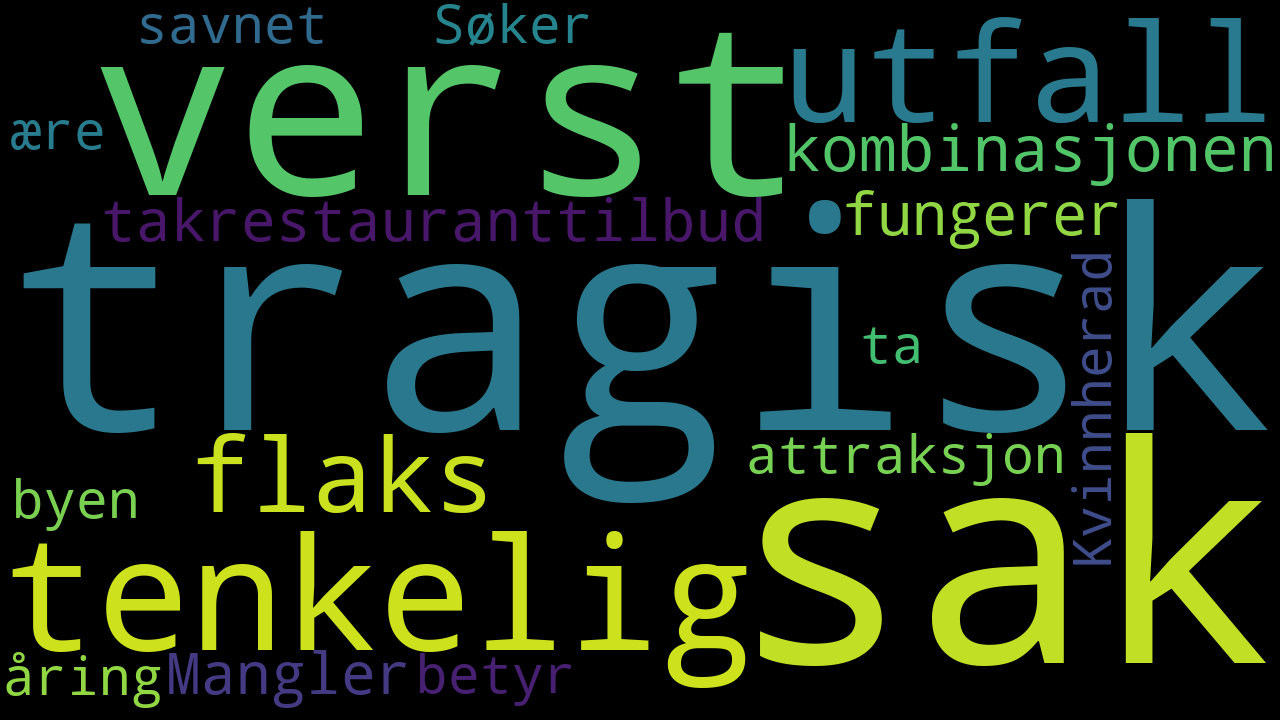 savnet Søker
verst utfall
ære kombinasjonen
takrestauranttilbud fungerer
tragisk
ta
Kvinnherad
flaks attraksjon
byen
tenkelig sak
åring Mangler betyr